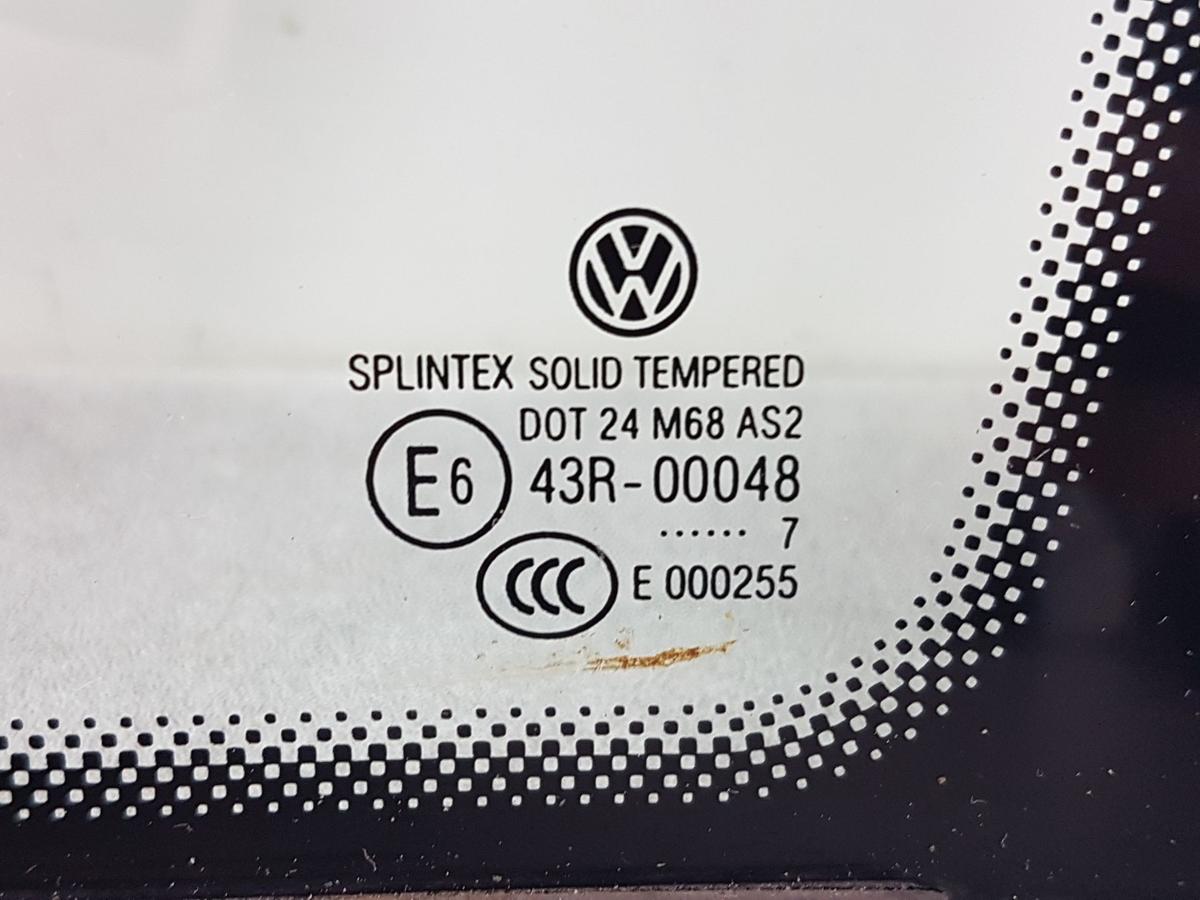 SPLINTEX SOLID TEMPERED
DOT 24 M68 AS2
E6 43R-00048
...... 7
CCC E 000255